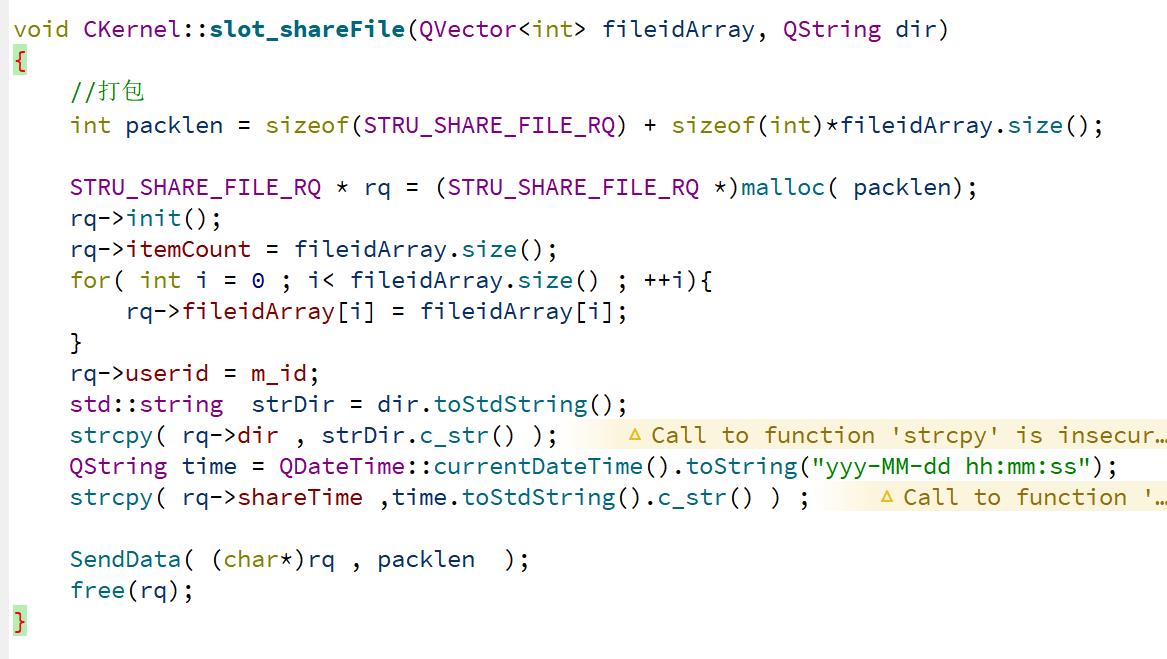 void CKernel::slot_shareFile(QVector<int> fileidArray, QString dir)
{
//打包
int packlen = sizeof(STRU_SHARE_FILE_RQ) + sizeof(int)*fileidArray.size();
STRU_SHARE_FILE_RQ * rq = (STRU_SHARE_FILE_RQ *)malloc( packlen);
rq->init();
rq->itemCount = fileidArray.size();
for( int i = 0 ; i< fileidArray.size() ; ++i){
rq->fileidArray[i] = fileidArray[i];
}
rq->userid = m_id;
std::string  strDir = dir.toStdString();
strcpy( rq->dir , strDir.c_str() ); Call to function 'strcpy' is insecur…
QString time = QDateTime::currentDateTime().toString("yyy-MM-dd hh:mm:ss");
strcpy( rq->shareTime ,time.toStdString().c_str() ) ; Call to function '…
SendData( (char*)rq , packlen  );
free(rq);
}